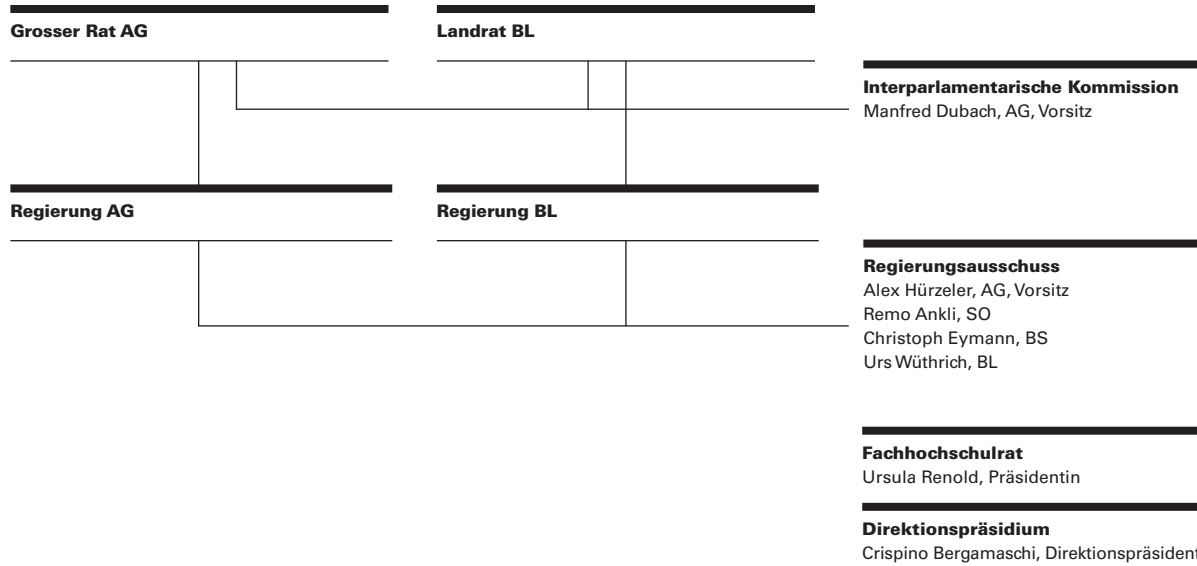 Grosser Rat AG
Landrat BL
Interparlamentarische Kommission
Manfred Dubach, AG, Vorsitz
Regierung AG
Regierung BL
Regierungsausschuss
Alex Hürzeler, AG, Vorsitz
Remo Ankli, SO
Christoph Eymann, BS
Urs Wüthrich, BL
Fachhochschulrat
Ursula Renold, Präsidentin
Direktionspräsidium
Crispino Bergamaschi, Direktionspräsident